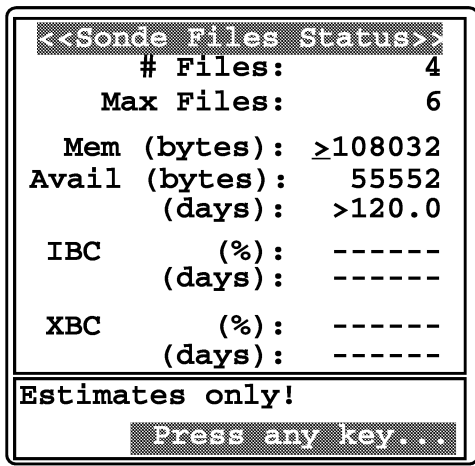 <<Sonde Files Status>>
# Files: 4
Max Files: 6
Mem (bytes): ≥108032
Avail (bytes): 55552
(days): >120.0
IBC (%): ------
(days): ------
XBC (%): ------
(days): ------
Estimates only!
Press any key...